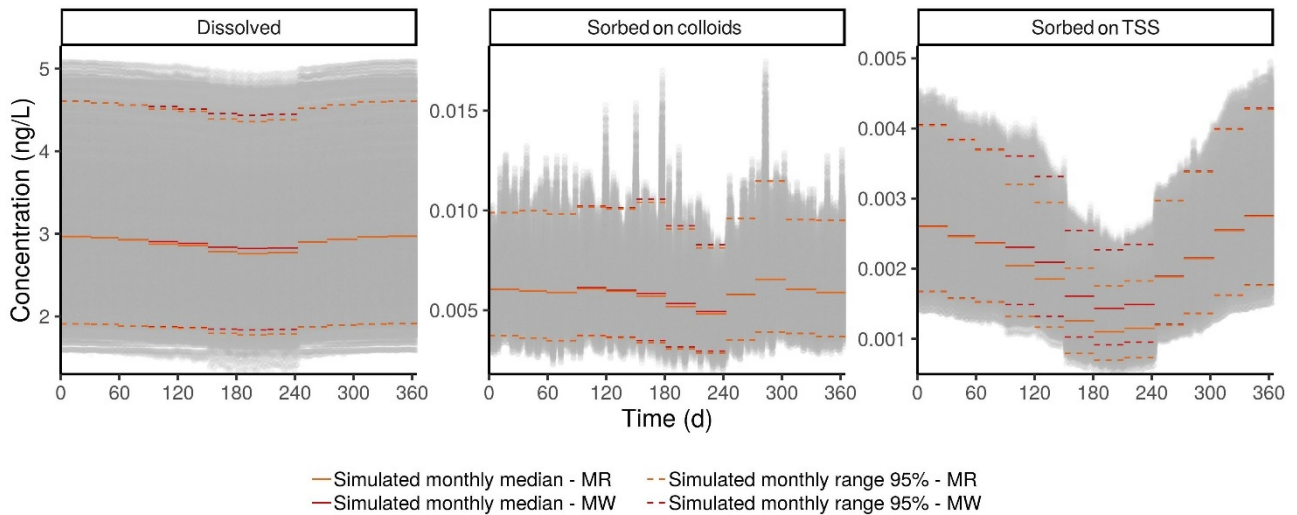 Dissolved
Sorbed on colloids
Sorbed on TSS
Concentration (ng/L)
5
4
3
2
0.015
0.010
0.005
0.005
0.004
0.003
0.002
0.001
0 60 120 180 240 300 360
0 60 120 180 240 300 360
0 60 120 180 240 300 360
Time (d)
Simulated monthly median - MR
Simulated monthly range 95% - MR
Simulated monthly median - MW
Simulated monthly range 95% - MW